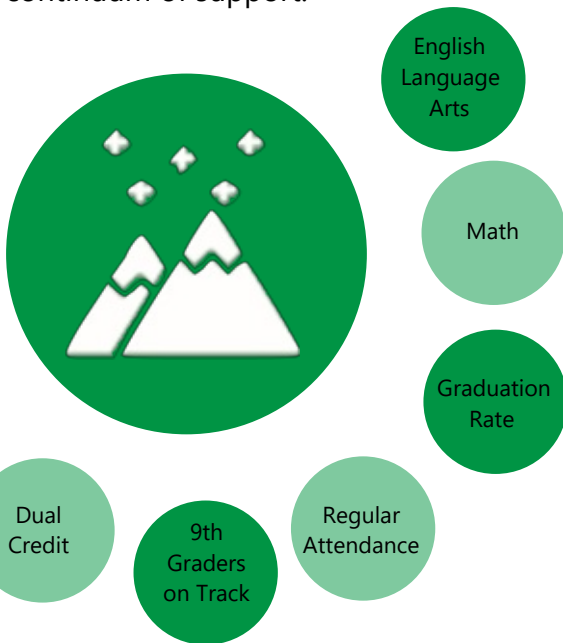 continuum of support.
English
Language
Arts
Math
Graduation
Rate
Regular
Attendance
9th
Graders
on Track
Dual
Credit